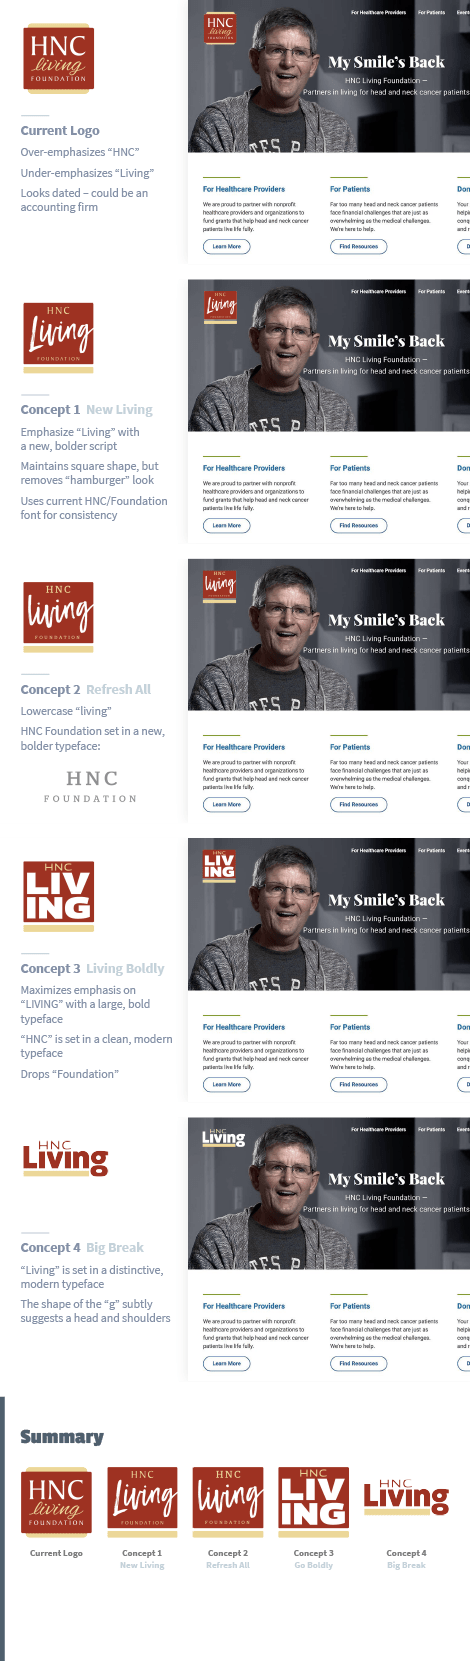 HNC
living
FOUNDATION
Current Logo
Over-emphasizes “HNC”
Under-emphasizes “Living”
Looks dated – could be an
accounting firm
HNC
living
FOUNDATION
For Healthcare Providers For Patients
My Smile’s Back
HNC Living Foundation –
Partners in living for head and neck cancer patients
For Healthcare Providers
We are proud to partner with nonprofit
healthcare providers and organizations to
fund grants that help head and neck cancer
patients live life fully.
Learn More
For Patients
Far too many head and neck cancer patients
face financial challenges that are just as
overwhelming as the medical challenges.
We’re here to help.
Find Resources
Don
Your
HNC
Living
FOUNDATION
Concept 1 New Living
Emphasize “Living” with
a new, bolder script
Maintains square shape, but
removes “hamburger” look
Uses current HNC/Foundation
font for consistency
HNC
Living
For Healthcare Providers For Patients
My Smile’s Back
HNC Living Foundation –
Partners in living for head and neck cancer patients
For Healthcare Providers
We are proud to partner with nonprofit
healthcare providers and organizations to
fund grants that help head and neck cancer
patients live life fully.
Learn More
For Patients
Far too many head and neck cancer patients
face financial challenges that are just as
overwhelming as the medical challenges.
We’re here to help.
Find Resources
Don
Your
HNC
living
FOUNDATION
Concept 2 Refresh All
Lowercase “living”
HNC Foundation set in a new,
bolder typeface:
HNC
FOUNDATION
HNC
living
For Healthcare Providers For Patients
My Smile’s Back
HNC Living Foundation –
Partners in living for head and neck cancer patients
For Healthcare Providers
We are proud to partner with nonprofit
healthcare providers and organizations to
fund grants that help head and neck cancer
patients live life fully.
Learn More
For Patients
Far too many head and neck cancer patients
face financial challenges that are just as
overwhelming as the medical challenges.
We’re here to help.
Find Resources
Don
Your
HNC
LIV
ING
Concept 3 Living Boldly
Maximizes emphasis on
“LIVING” with a large, bold
typeface
“HNC” is set in a clean, modern
typeface
Drops “Foundation”
HNC
LIV
ING
For Healthcare Providers For Patients
My Smile’s Back
HNC Living Foundation –
Partners in living for head and neck cancer patients
For Healthcare Providers
We are proud to partner with nonprofit
healthcare providers and organizations to
fund grants that help head and neck cancer
patients live life fully.
Learn More
For Patients
Far too many head and neck cancer patients
face financial challenges that are just as
overwhelming as the medical challenges.
We’re here to help.
Find Resources
Don
Your
HNC
Living
Concept 4 Big Break
“Living” is set in a distinctive,
modern typeface
The shape of the “g” subtly
suggests a head and shoulders
HNC
Living
For Healthcare Providers For Patients
My Smile’s Back
HNC Living Foundation –
Partners in living for head and neck cancer patients
For Healthcare Providers
We are proud to partner with nonprofit
healthcare providers and organizations to
fund grants that help head and neck cancer
patients live life fully.
Learn More
For Patients
Far too many head and neck cancer patients
face financial challenges that are just as
overwhelming as the medical challenges.
We’re here to help.
Find Resources
Don
Your
Summary
HNC
living
FOUNDATION
HNC
Living
FOUNDATION
HNC
living
FOUNDATION
HNC
LIV
ING
HNC
Living
Current Logo Concept 1 Concept 2 Concept 3 Concept 4
New Living Refresh All Go Boldly Big Break